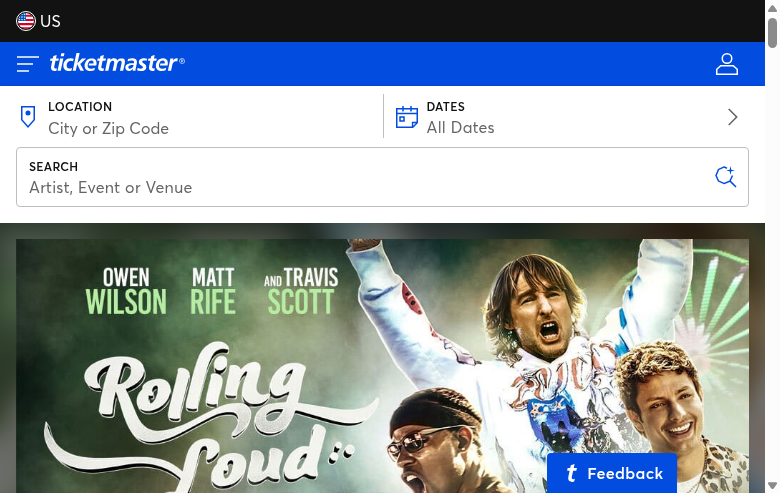 US
ticketmaster®
LOCATION
City or Zip Code
DATES
All Dates
SEARCH
Artist, Event or Venue
OWEN WILSON
MATT RIFE
AND TRAVIS SCOTT
Rolling
Loud
t Feedback